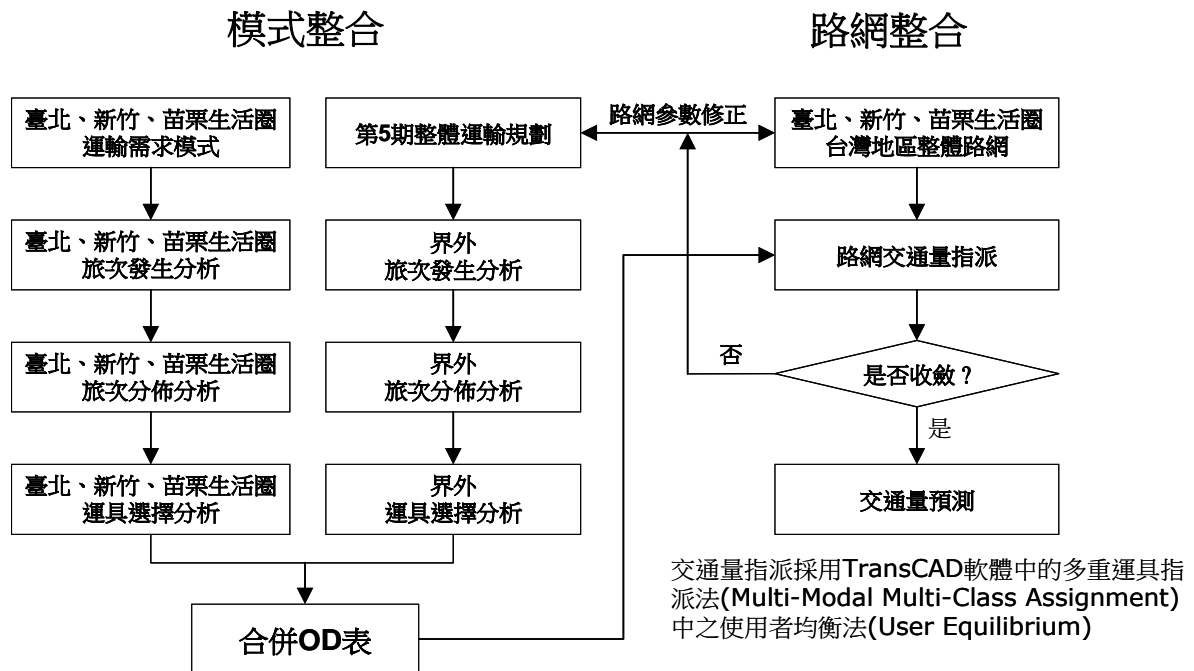 模式整合
路網整合
臺北、新竹、苗栗生活圈
運輸需求模式
第5期整體運輸規劃
路網參數修正
臺北、新竹、苗栗生活圈
台灣地區整體路網
臺北、新竹、苗栗生活圈
旅次發生分析
界外
旅次發生分析
路網交通量指派
臺北、新竹、苗栗生活圈
旅次分佈分析
界外
旅次分佈分析
否
是否收斂？
是
臺北、新竹、苗栗生活圈
運具選擇分析
界外
運具選擇分析
交通量預測
合併OD表
交通量指派採用TransCAD軟體中的多重運具指
派法(Multi-Modal Multi-Class Assignment)
中之使用者均衡法(User Equilibrium)